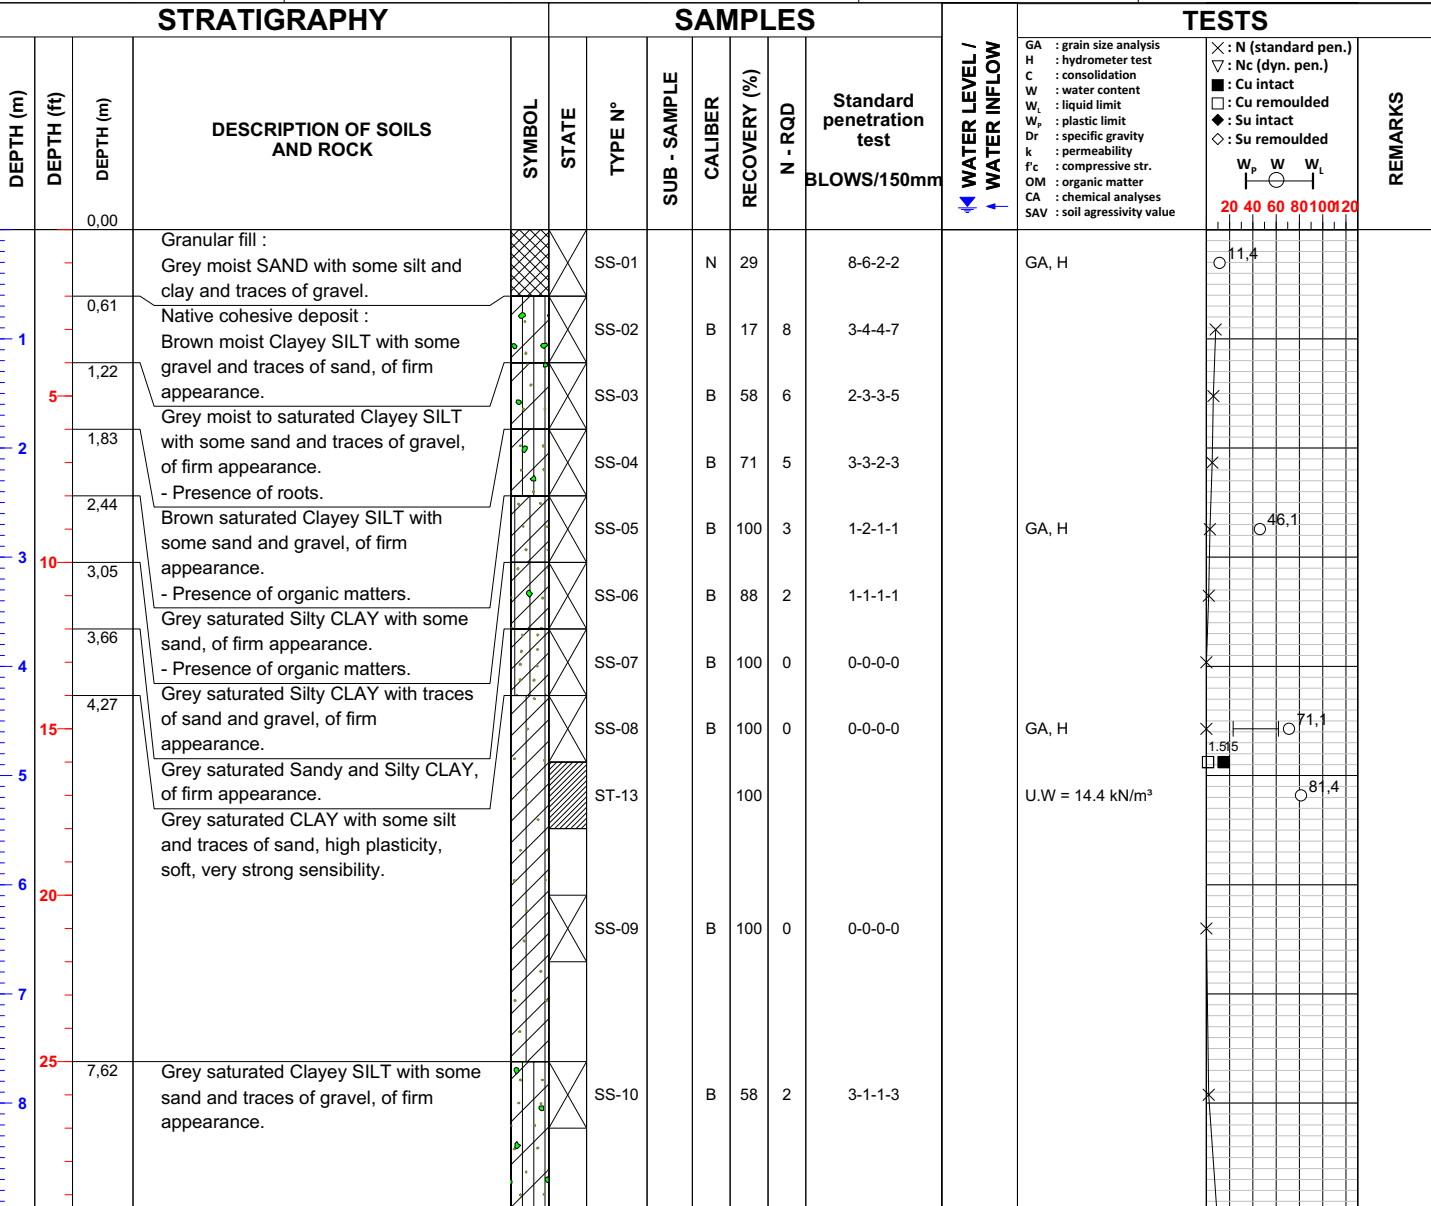 STRATIGRAPHY
SAMPLES
TESTS
DEPTH (m)
DEPTH (ft)
DEPTH (m)
0,00
DESCRIPTION OF SOILS
AND ROCK
SYMBOL
STATE
TYPE N°
SUB - SAMPLE
CALIBER
RECOVERY (%)
N - RQD
Standard
penetration
test
BLOWS/150mm
WATER LEVEL /
WATER INFLOW
GA : grain size analysis
H : hydrometer test
C : consolidation
W : water content
WL : liquid limit
WP : plastic limit
Dr : specific gravity
k : permeability
f'c : compressive str.
OM : organic matter
CA : chemical analyses
SAV : soil agressivity value
: N (standard pen.)
: Nc (dyn. pen.)
: Cu intact
: Cu remoulded
: Su intact
: Su remoulded
WP W WL
20 40 60 80 100 120
REMARKS
Granular fill :
Grey moist SAND with some silt and
clay and traces of gravel.
0,61
Native cohesive deposit :
Brown moist Clayey SILT with some
gravel and traces of sand, of firm
appearance.
1,22
Grey moist to saturated Clayey SILT
with some sand and traces of gravel,
of firm appearance.
- Presence of roots.
1,83
Brown saturated Clayey SILT with
some sand and gravel, of firm
appearance.
- Presence of organic matters.
2,44
Grey saturated Silty CLAY with some
sand, of firm appearance.
- Presence of organic matters.
3,05
Grey saturated Silty CLAY with traces
of sand and gravel, of firm
appearance.
3,66
Grey saturated Sandy and Silty CLAY,
of firm appearance.
4,27
Grey saturated CLAY with some silt
and traces of sand, high plasticity,
soft, very strong sensibility.
7,62
Grey saturated Clayey SILT with some
sand and traces of gravel, of firm
appearance.
1
2
3
4
5
6
7
8
5
10
15
20
25
SS-01 N 29 8-6-2-2 GA, H 11,4
SS-02 B 17 8 3-4-4-7
SS-03 B 58 6 2-3-3-5
SS-04 B 71 5 3-3-2-3
SS-05 B 100 3 1-2-1-1 GA, H 46,1
SS-06 B 88 2 1-1-1-1
SS-07 B 100 0 0-0-0-0
SS-08 B 100 0 0-0-0-0 GA, H 71,1
1.5 15
ST-13 100 U.W = 14.4 kN/m³ 81,4
SS-09 B 100 0 0-0-0-0
SS-10 B 58 2 3-1-1-3